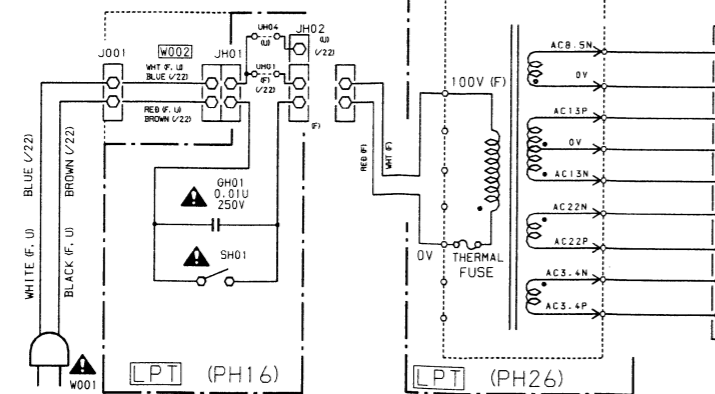 UH04
(U)
JH02
(U)
(/22)
J001
W002
JH01
WHT (F, U)
BLUE (/22)
UH01
(F)
(/22)
RED (F, U)
BROWN (/22)
(F)
BLUE (/22)
BROWN (/22)
WHITE (F, U)
BLACK (F, U)
GH01
0.01U
250V
SH01
W001
LPT (PH16)
RED (F)
WHT (F)
100V (F)
0V
THERMAL
FUSE
AC8.5N
0V
AC13P
0V
AC13N
AC22N
AC22P
AC3.4N
AC3.4P
LPT (PH26)